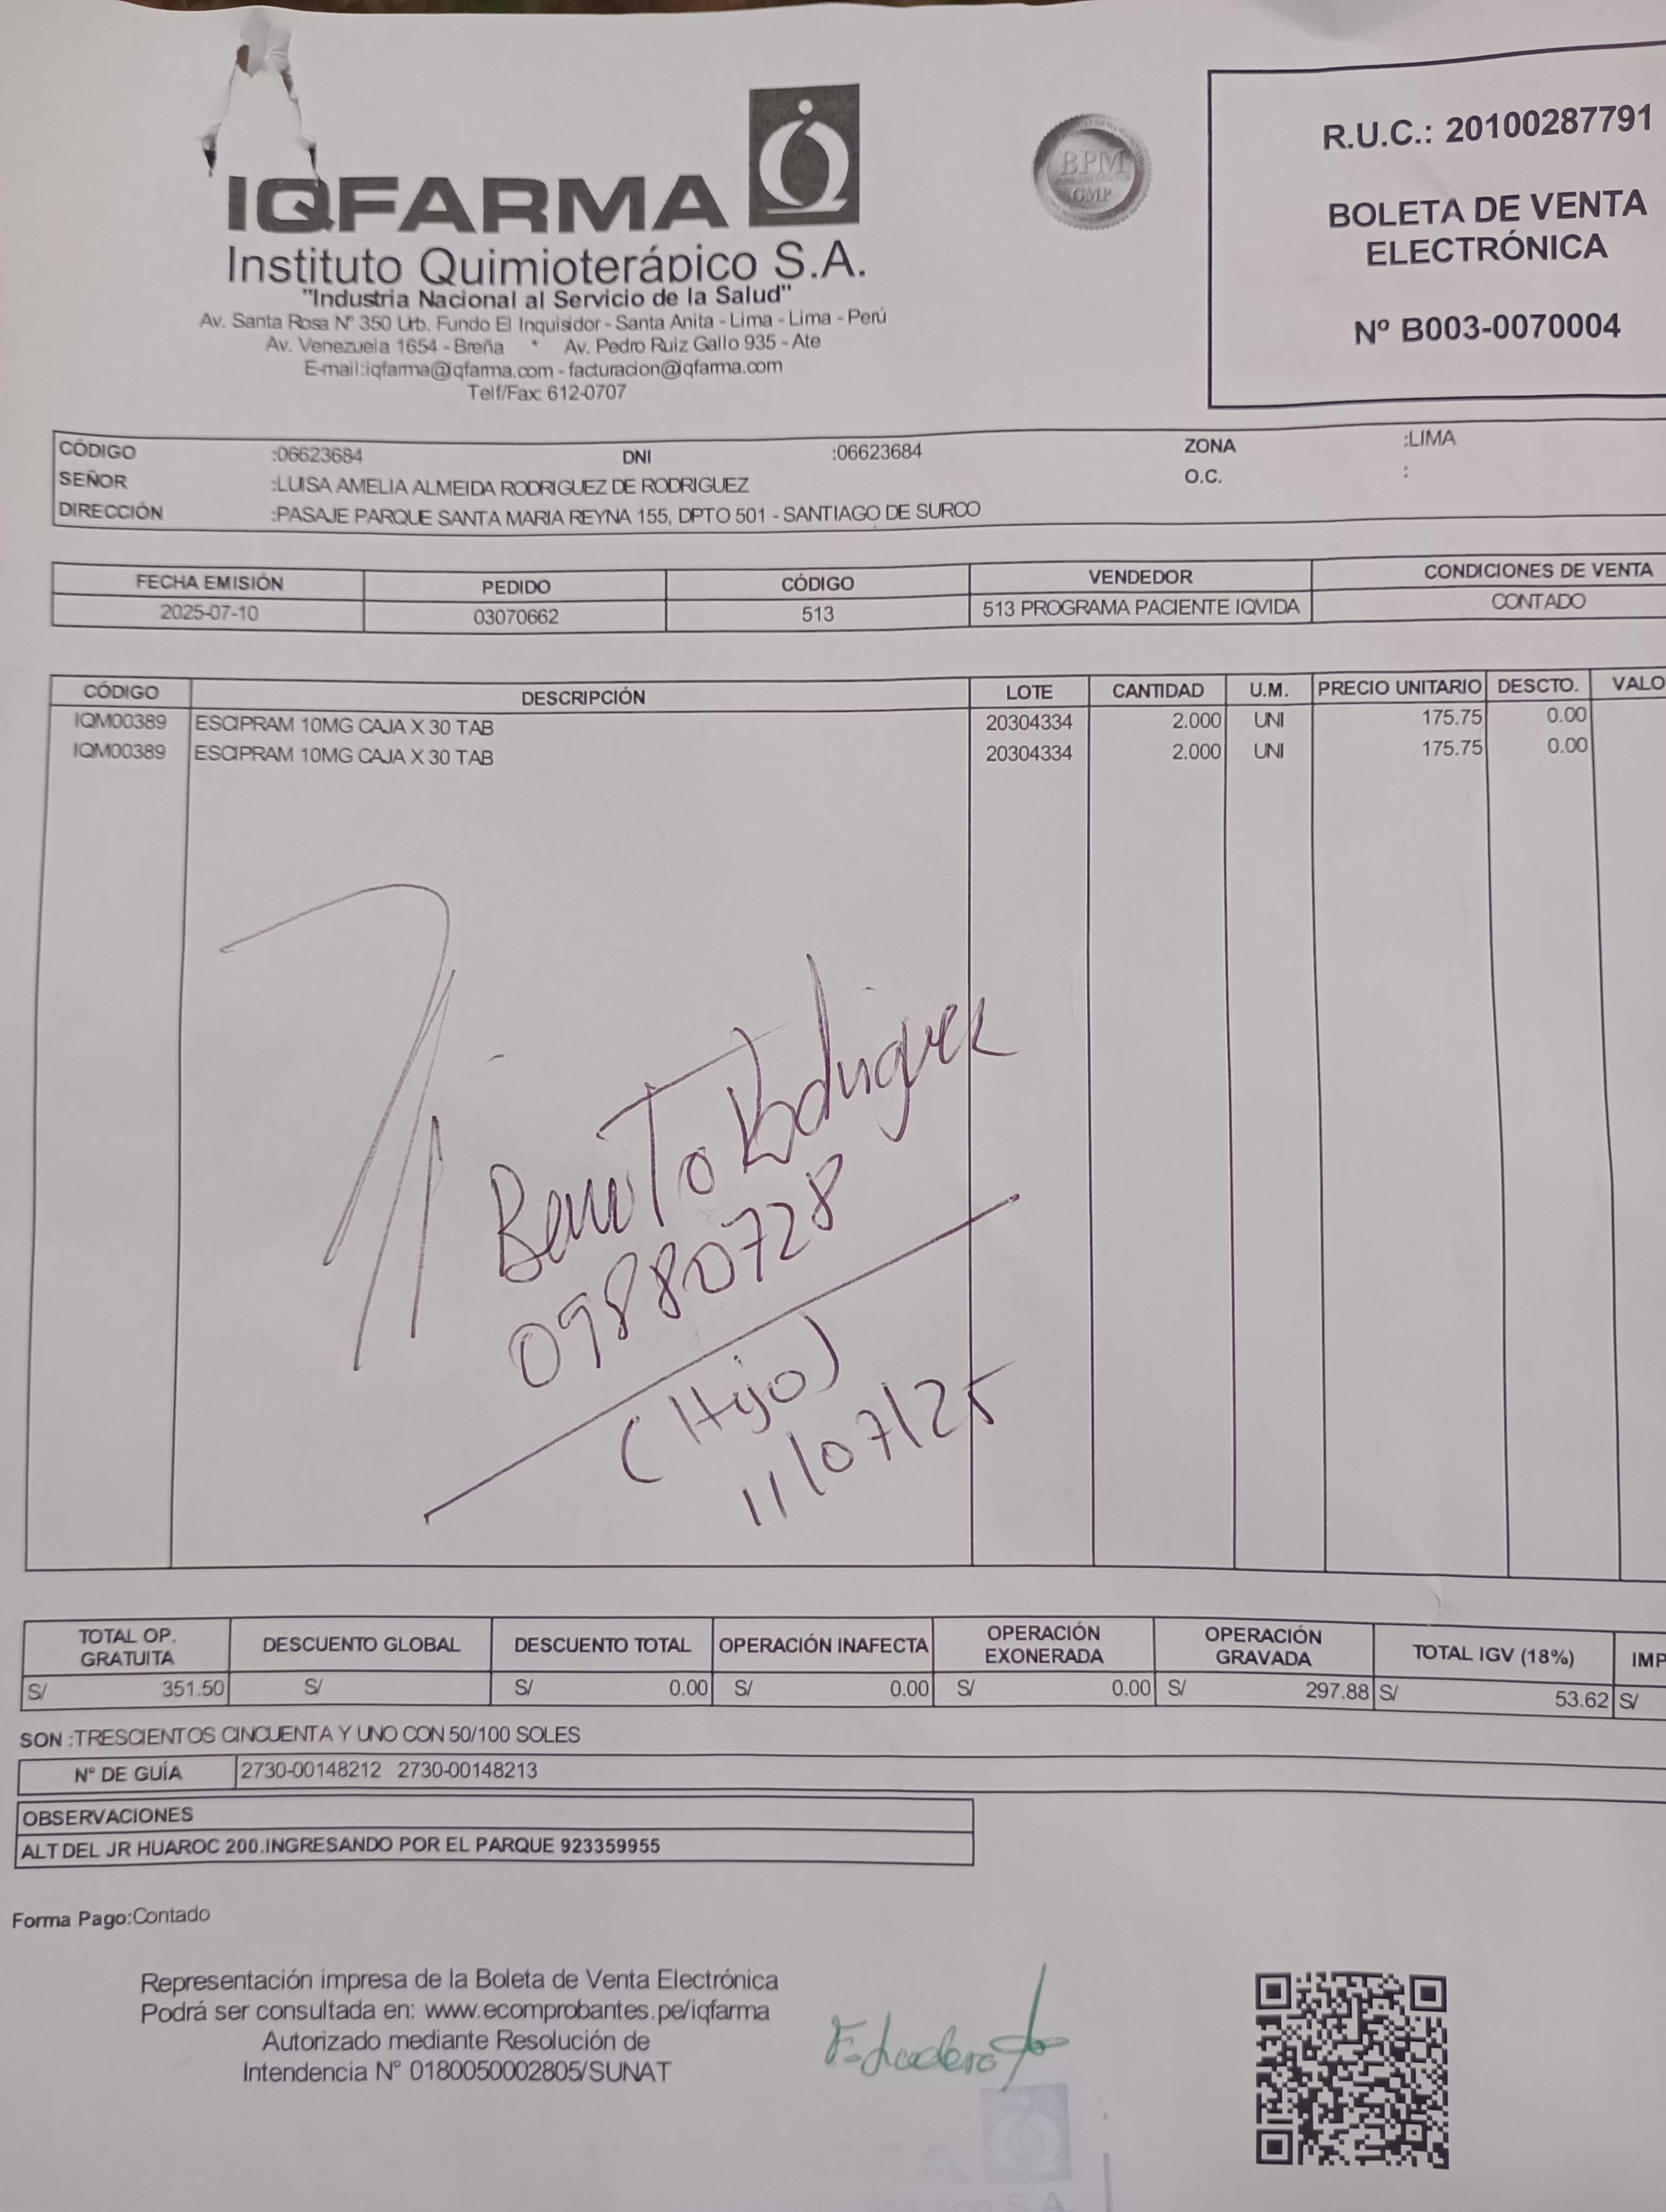 IQFARMA
Instituto Quimioterápico S.A.
"Industria Nacional al Servicio de la Salud"
Av. Santa Rosa Nº 350 Urb. Fundo El Inquisidor - Santa Anita - Lima - Lima - Perú
Av. Venezuela 1654 - Breña * Av. Pedro Ruiz Gallo 935 - Ate
E-mail:iqfarma@iqfarma.com - facturacion@iqfarma.com
Telf/Fax: 612-0707
BPM
GMP
R.U.C.: 20100287791
BOLETA DE VENTA
ELECTRÓNICA
Nº B003-0070004
CÓDIGO :06623684 DNI :06623684 ZONA :LIMA
SEÑOR :LUISA AMELIA ALMEIDA RODRIGUEZ DE RODRIGUEZ O.C. :
DIRECCIÓN :PASAJE PARQUE SANTA MARIA REYNA 155, DPTO 501 - SANTIAGO DE SURCO
FECHA EMISIÓN PEDIDO CÓDIGO VENDEDOR CONDICIONES DE VENTA
2025-07-10 03070662 513 513 PROGRAMA PACIENTE IQVIDA CONTADO
CÓDIGO DESCRIPCIÓN LOTE CANTIDAD U.M. PRECIO UNITARIO DESCTO. VALO
IQM00389 ESCIPRAM 10MG CAJA X 30 TAB 20304334 2.000 UNI 175.75 0.00
IQM00389 ESCIPRAM 10MG CAJA X 30 TAB 20304334 2.000 UNI 175.75 0.00
Benito Rodriguez
09880728
(Hijo)
11/07/25
TOTAL OP. GRATUITA DESCUENTO GLOBAL DESCUENTO TOTAL OPERACIÓN INAFECTA OPERACIÓN EXONERADA OPERACIÓN GRAVADA TOTAL IGV (18%) IMP
S/ 351.50 S/ S/ 0.00 S/ 0.00 S/ 0.00 S/ 297.88 S/ 53.62 S/
SON :TRESCIENTOS CINCUENTA Y UNO CON 50/100 SOLES
Nº DE GUÍA 2730-00148212 2730-00148213
OBSERVACIONES
ALT DEL JR HUAROC 200.INGRESANDO POR EL PARQUE 923359955
Forma Pago:Contado
Representación impresa de la Boleta de Venta Electrónica
Podrá ser consultada en: www.ecomprobantes.pe/iqfarma
Autorizado mediante Resolución de
Intendencia Nº 0180050002805/SUNAT